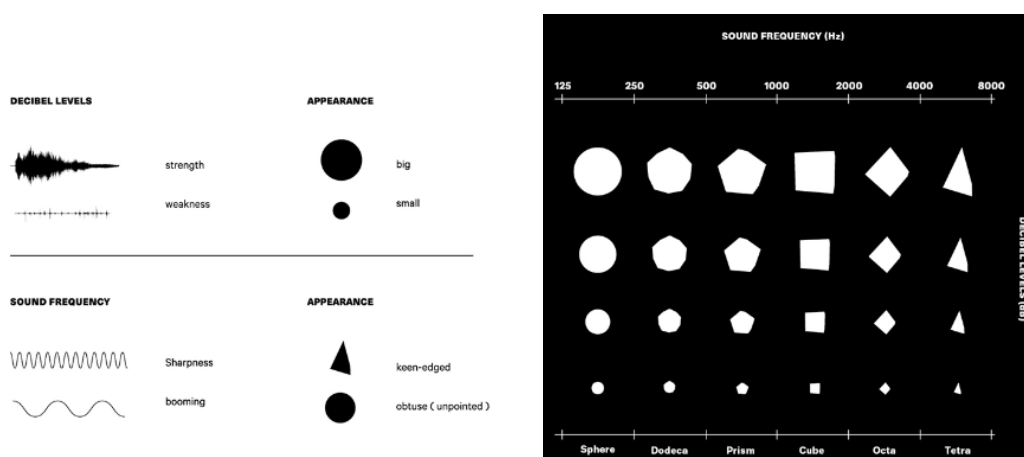 DECIBEL LEVELS
APPEARANCE
strength
big
weakness
small
SOUND FREQUENCY
APPEARANCE
Sharpness
keen-edged
booming
obtuse ( unpointed )
SOUND FREQUENCY (Hz)
125 250 500 1000 2000 4000 8000
DECIBEL LEVELS (dB)
Sphere Dodeca Prism Cube Octa Tetra